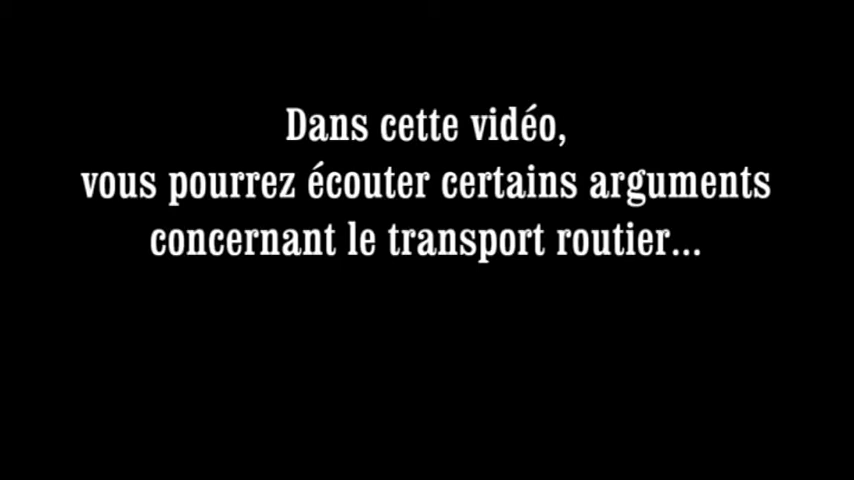 Dans cette vidéo,
vous pourrez écouter certains arguments
concernant le transport routier...